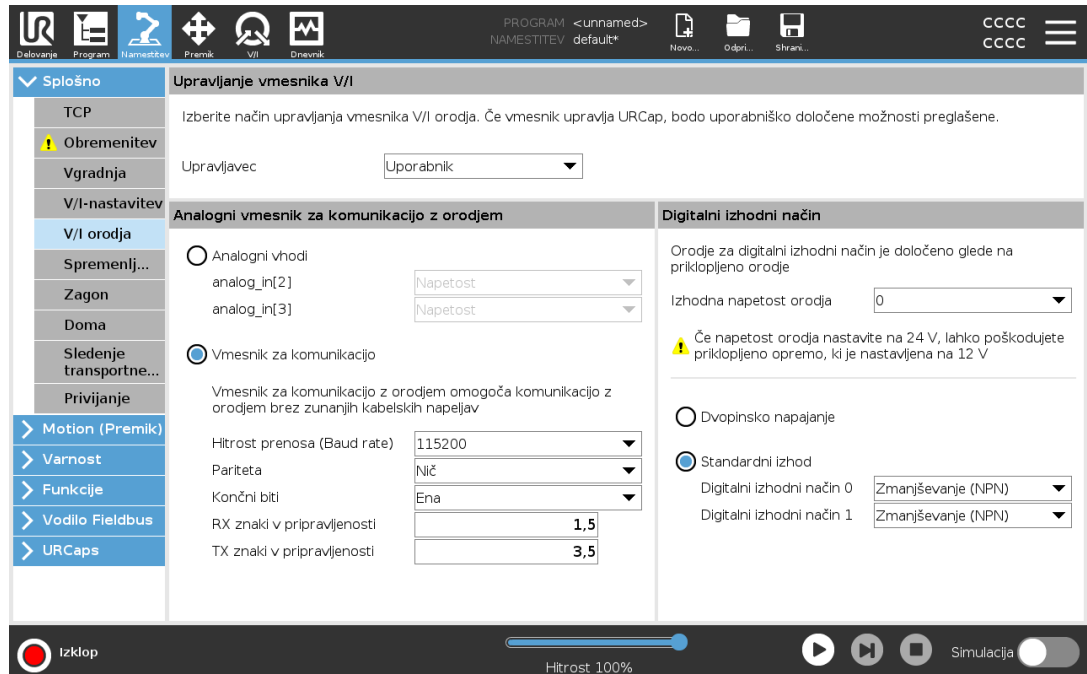 PROGRAM <unnamed>
NAMESTITEV default*
CCCC
CCCC
Delovanje Program Namestitev Premik V/I Dnevnik Novo... Odpri... Shrani...
Splošno
TCP
Obremenitev
Vgradnja
V/I-nastavitev
V/I orodja
Spremenlj...
Zagon
Doma
Sledenje
transportne...
Privijanje
Motion (Premik)
Varnost
Funkcije
Vodilo Fieldbus
URCaps
Upravljanje vmesnika V/I
Izberite način upravljanja vmesnika V/I orodja. Če vmesnik upravlja URCap, bodo uporabniško določene možnosti preglašene.
Upravljavec Uporabnik
Analogni vmesnik za komunikacijo z orodjem
Analogni vhodi
analog_in[2] Napetost
analog_in[3] Napetost
Vmesnik za komunikacijo
Vmesnik za komunikacijo z orodjem omogoča komunikacijo z
orodjem brez zunanjih kabelskih napeljav
Hitrost prenosa (Baud rate) 115200
Pariteta Nič
Končni biti Ena
RX znaki v pripravljenosti 1,5
TX znaki v pripravljenosti 3,5
Digitalni izhodni način
Orodje za digitalni izhodni način je določeno glede na
priklopljeno orodje
Izhodna napetost orodja 0
Če napetost orodja nastavite na 24 V, lahko poškodujete
priklopljeno opremo, ki je nastavljena na 12 V
Dvopinsko napajanje
Standardni izhod
Digitalni izhodni način 0 Zmanjševanje (NPN)
Digitalni izhodni način 1 Zmanjševanje (NPN)
Izklop
Hitrost 100%
Simulacija